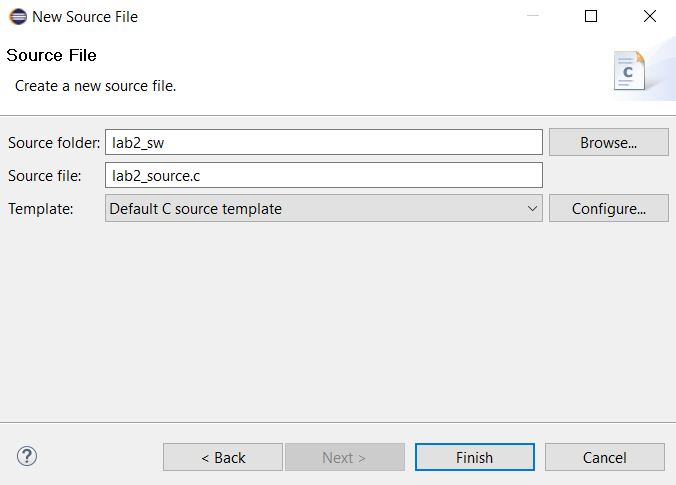 New Source File
Source File
Create a new source file.
C
Source folder: lab2_sw Browse...
Source file: lab2_source.c
Template: Default C source template Configure...
? < Back Next > Finish Cancel